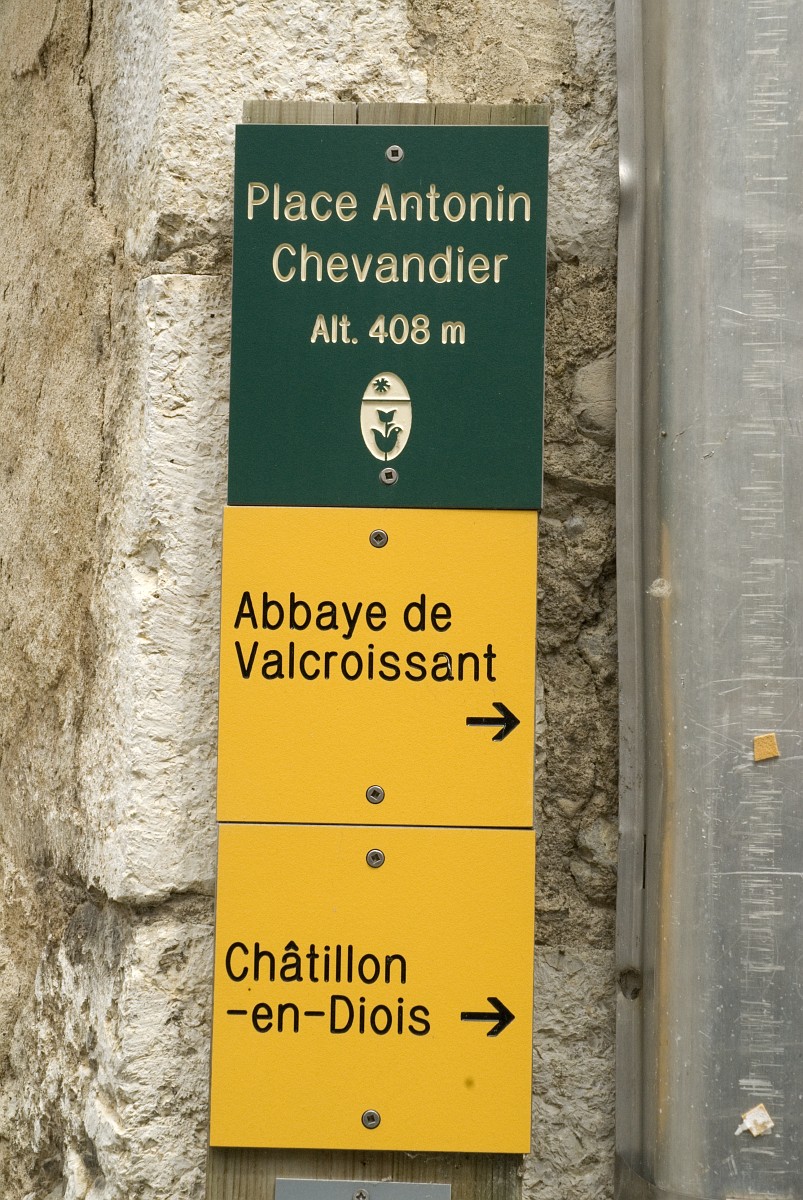 Place Antonin
Chevandier
Alt. 408 m
Abbaye de
Valcroissant
→
Châtillon
-en-Diois →